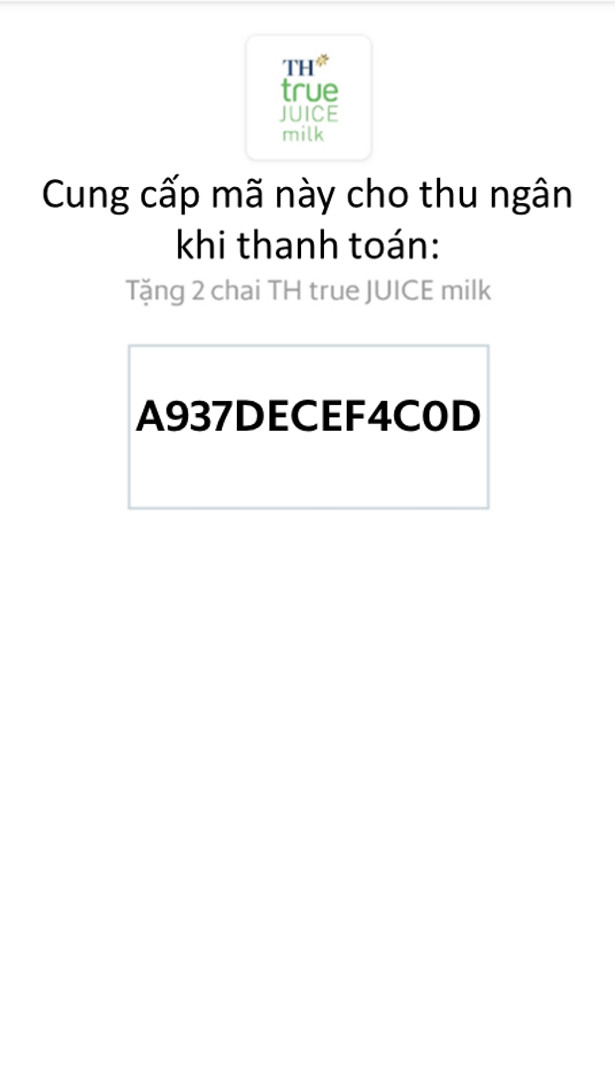 TH
true
JUICE
milk
Cung cấp mã này cho thu ngân
khi thanh toán:
Tặng 2 chai TH true JUICE milk
A937DECEF4C0D